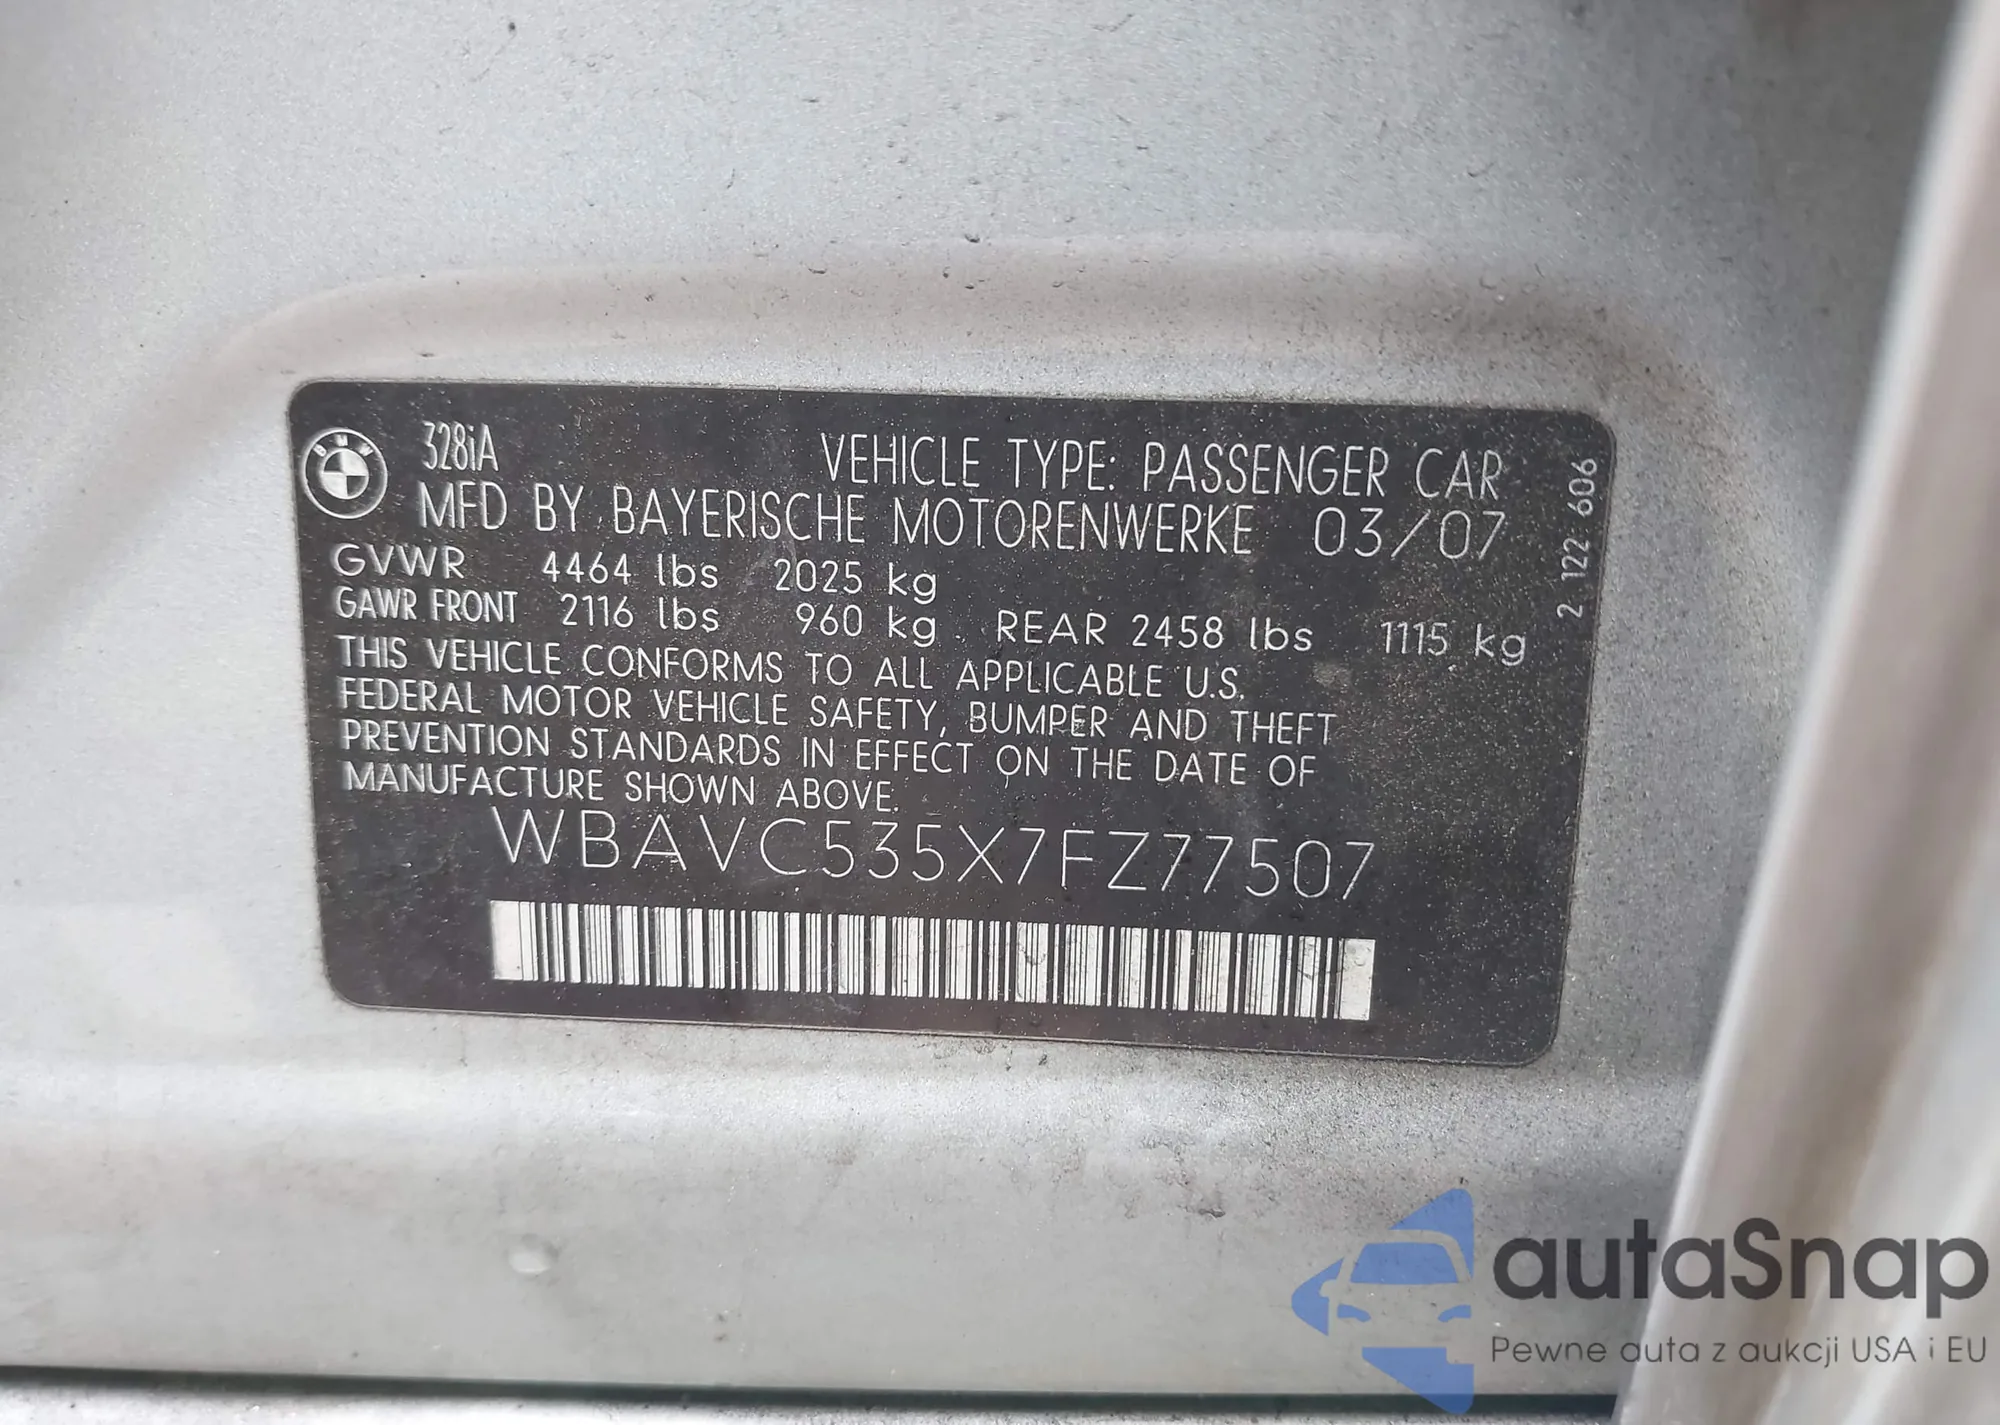 328iA
VEHICLE TYPE: PASSENGER CAR
MFD BY BAYERISCHE MOTORENWERKE 03/07
GVWR 4464 lbs 2025 kg
GAWR FRONT 2116 lbs 960 kg REAR 2458 lbs 1115 kg
THIS VEHICLE CONFORMS TO ALL APPLICABLE U.S.
FEDERAL MOTOR VEHICLE SAFETY, BUMPER AND THEFT
PREVENTION STANDARDS IN EFFECT ON THE DATE OF
MANUFACTURE SHOWN ABOVE.
WBAVC535X7FZ77507
2 122 606
BMW
autaSnap
Pewne auta z aukcji USA i EU